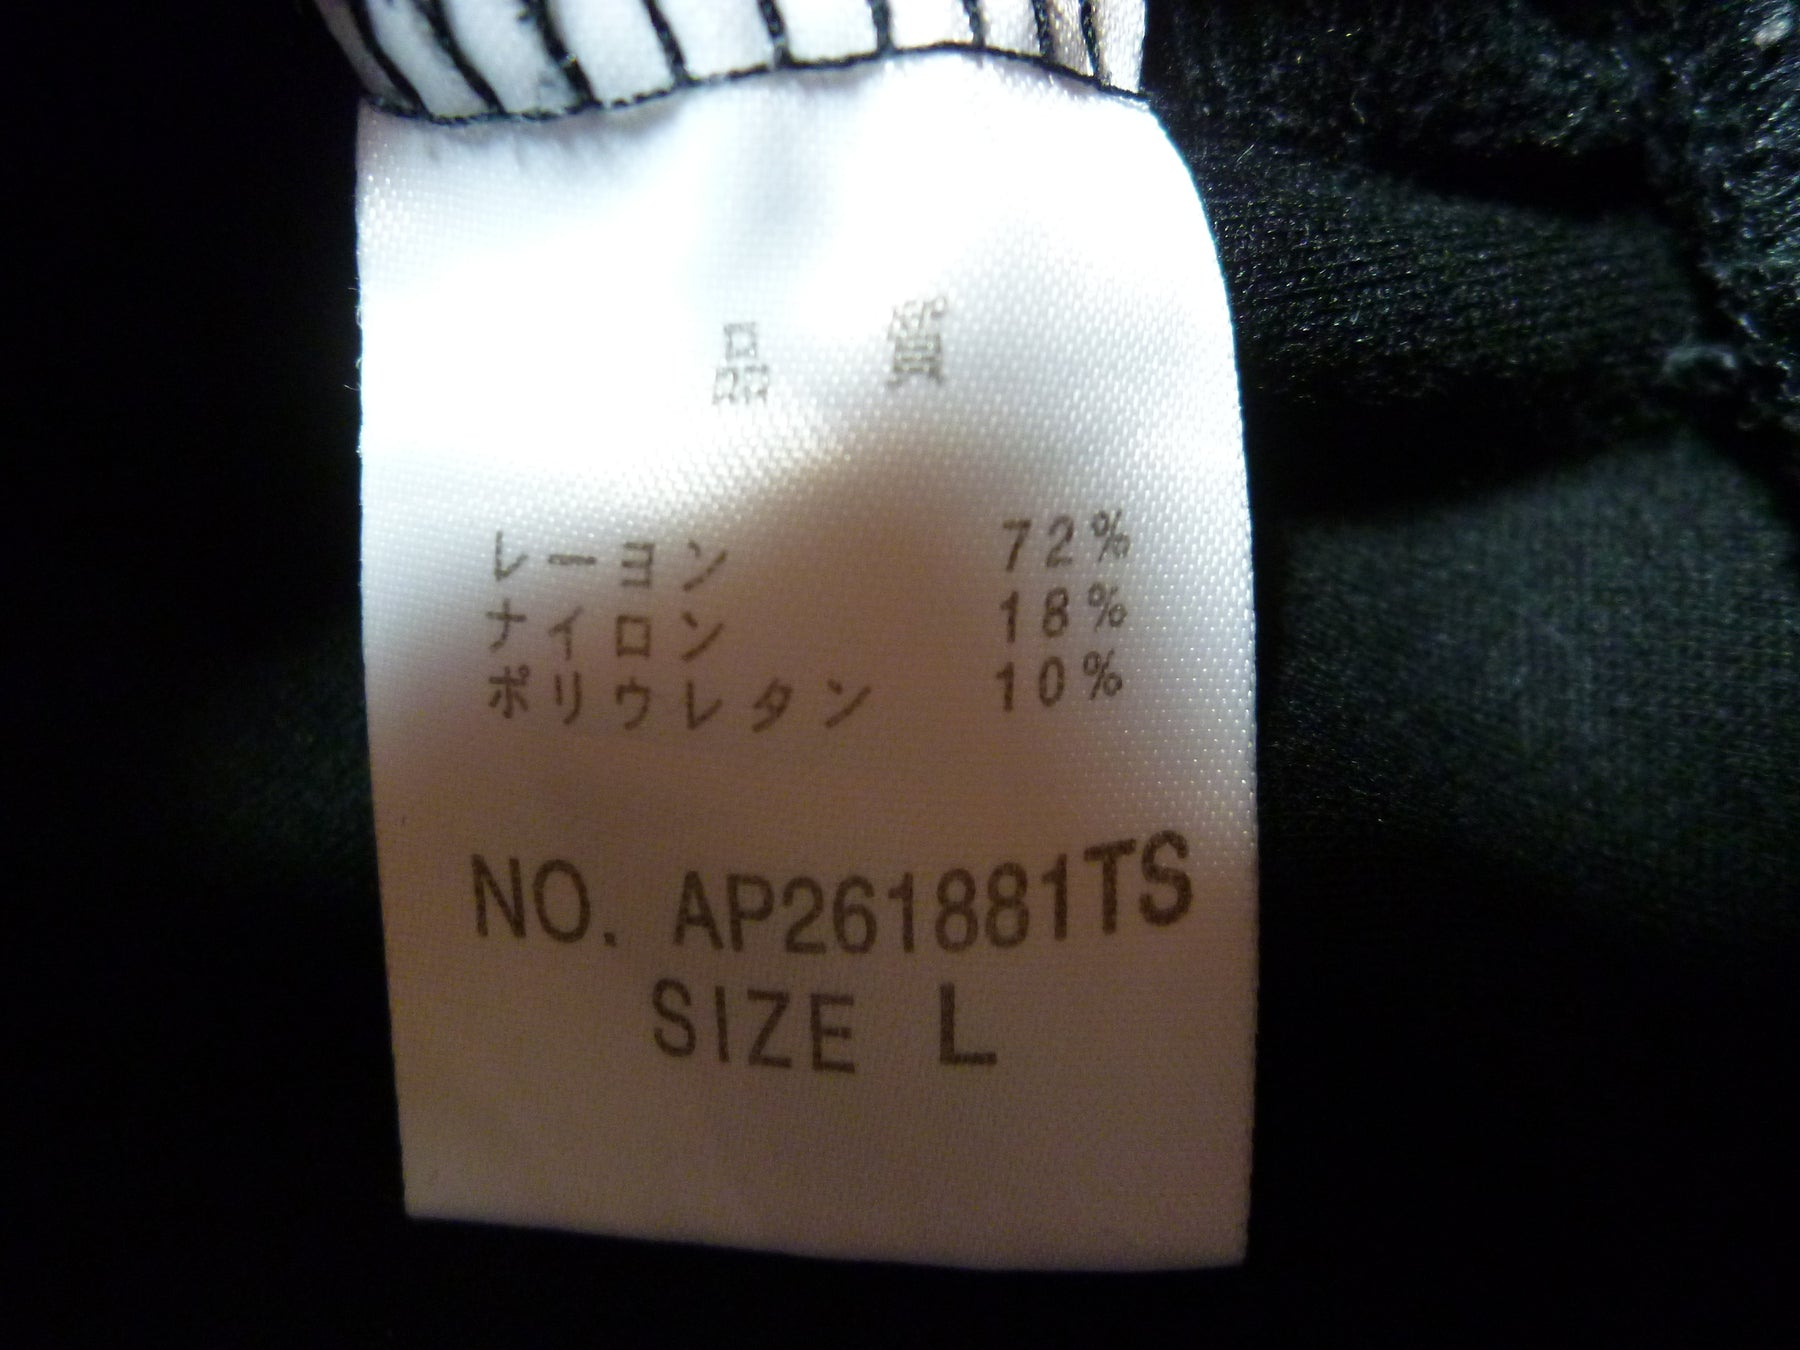 品 質
レーヨン 72%
ナイロン 18%
ポリウレタン 10%
NO. AP261881TS
SIZE L